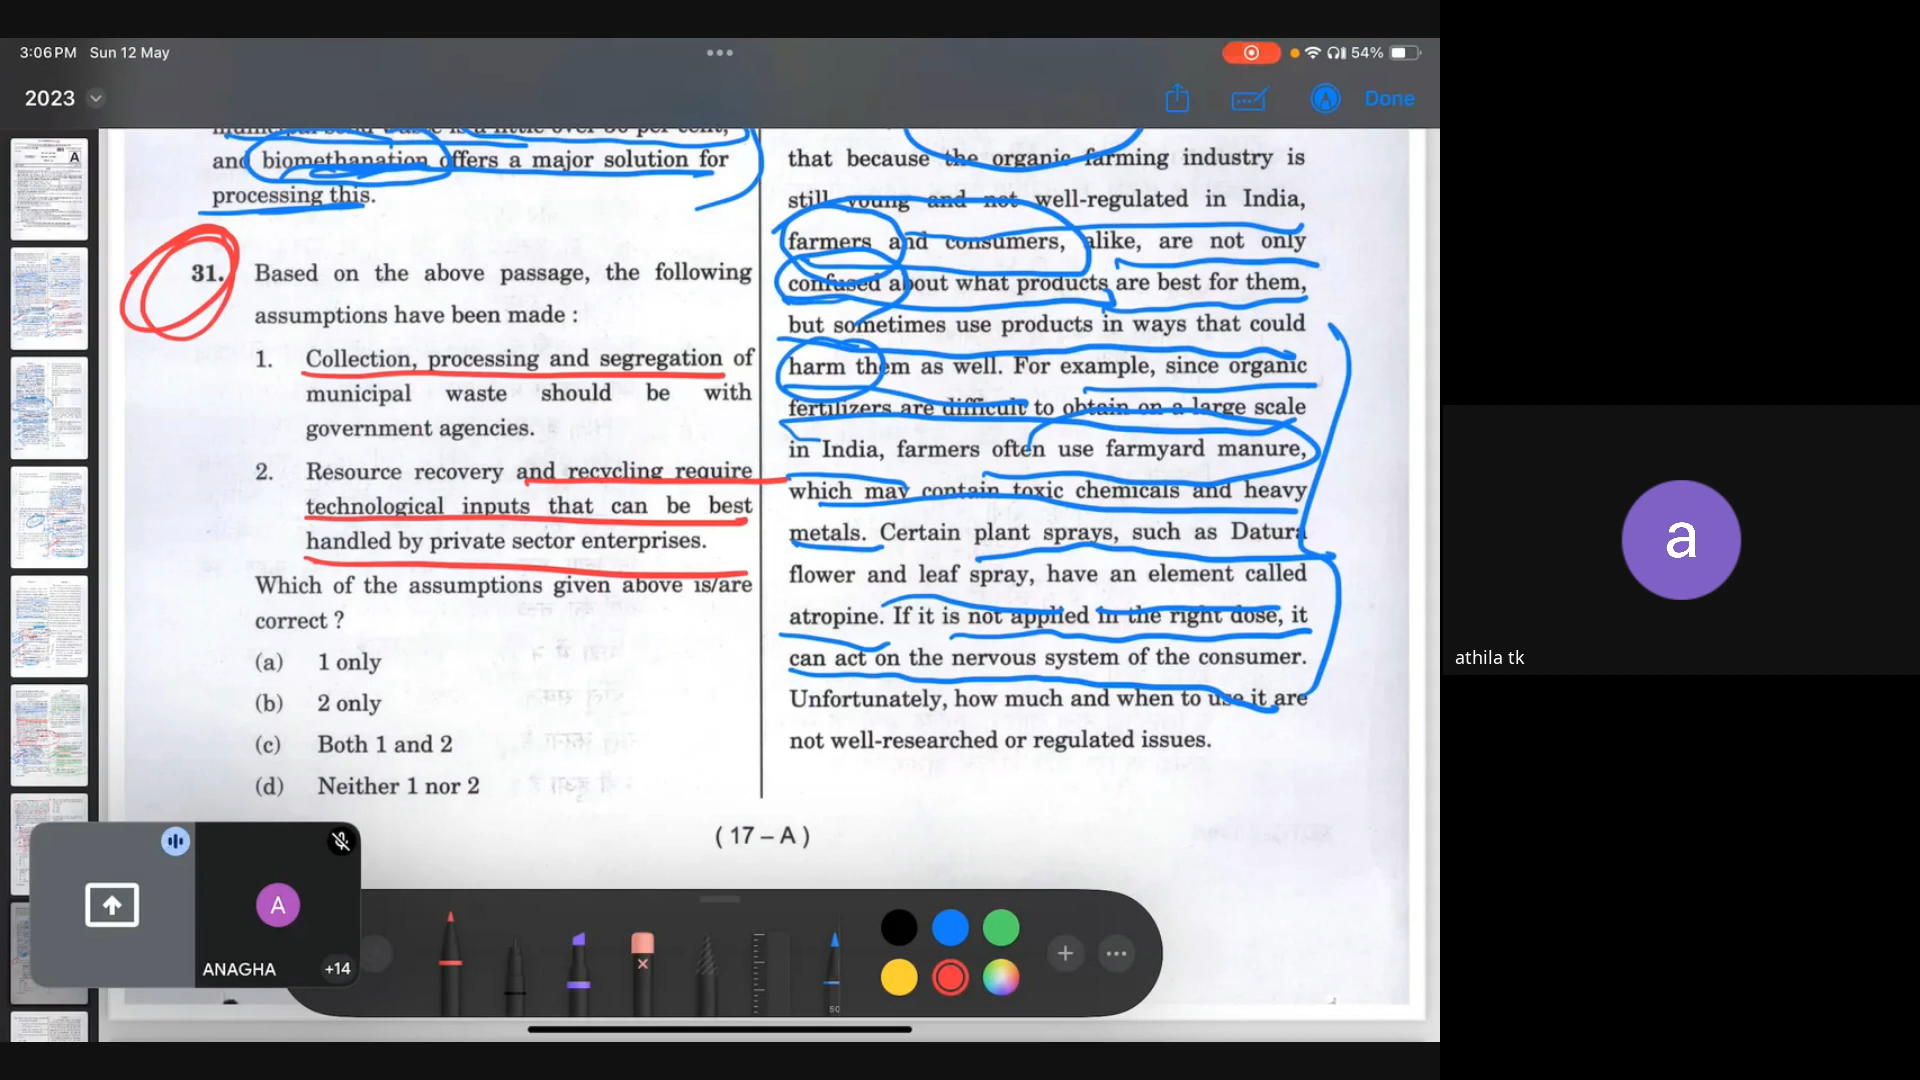 3:06 PM Sun 12 May
54%
2023
Done
municipal solid waste is a little over 50 per cent,
and biomethanation offers a major solution for
processing this.
31. Based on the above passage, the following
assumptions have been made :
1. Collection, processing and segregation of
municipal waste should be with
government agencies.
2. Resource recovery and recycling require
technological inputs that can be best
handled by private sector enterprises.
Which of the assumptions given above is/are
correct ?
(a) 1 only
(b) 2 only
(c) Both 1 and 2
(d) Neither 1 nor 2
that because the organic farming industry is
still young and not well-regulated in India,
farmers and consumers, alike, are not only
confused about what products are best for them,
but sometimes use products in ways that could
harm them as well. For example, since organic
fertilizers are difficult to obtain on a large scale
in India, farmers often use farmyard manure,
which may contain toxic chemicals and heavy
metals. Certain plant sprays, such as Datura
flower and leaf spray, have an element called
atropine. If it is not applied in the right dose, it
can act on the nervous system of the consumer.
Unfortunately, how much and when to use it are
not well-researched or regulated issues.
( 17 – A )
A
ANAGHA
+14
50
a
athila tk